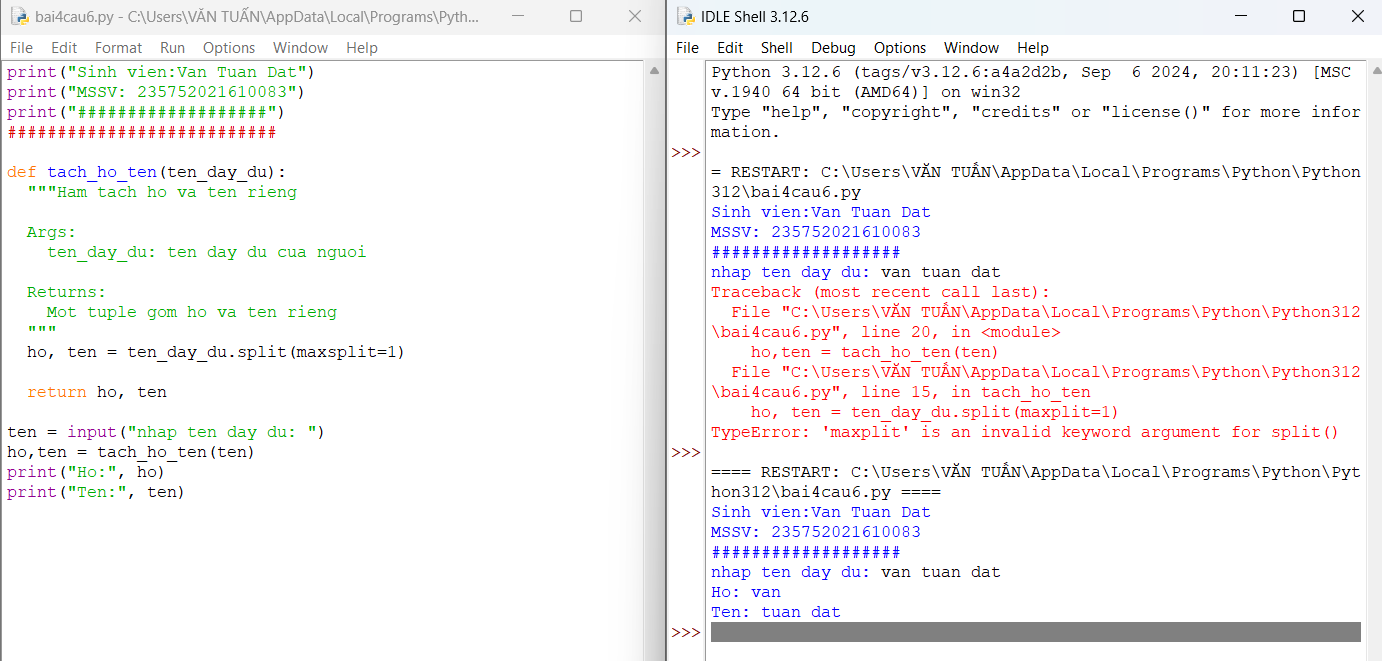 bai4cau6.py - C:\Users\VĂN TUẤN\AppData\Local\Programs\Pyth...
File Edit Format Run Options Window Help
print("Sinh vien:Van Tuan Dat")
print("MSSV: 235752021610083")
print("###################")
###########################
def tach_ho_ten(ten_day_du):
"""Ham tach ho va ten rieng
Args:
ten_day_du: ten day du cua nguoi
Returns:
Mot tuple gom ho va ten rieng
"""
ho, ten = ten_day_du.split(maxsplit=1)
return ho, ten
ten = input("nhap ten day du: ")
ho,ten = tach_ho_ten(ten)
print("Ho:", ho)
print("Ten:", ten)
IDLE Shell 3.12.6
File Edit Shell Debug Options Window Help
Python 3.12.6 (tags/v3.12.6:a4a2d2b, Sep  6 2024, 20:11:23) [MSC
v.1940 64 bit (AMD64)] on win32
Type "help", "copyright", "credits" or "license()" for more infor
mation.
>>>
= RESTART: C:\Users\VĂN TUẤN\AppData\Local\Programs\Python\Python
312\bai4cau6.py
Sinh vien:Van Tuan Dat
MSSV: 235752021610083
###################
nhap ten day du: van tuan dat
Traceback (most recent call last):
File "C:\Users\VĂN TUẤN\AppData\Local\Programs\Python\Python312
\bai4cau6.py", line 20, in <module>
ho,ten = tach_ho_ten(ten)
File "C:\Users\VĂN TUẤN\AppData\Local\Programs\Python\Python312
\bai4cau6.py", line 15, in tach_ho_ten
ho, ten = ten_day_du.split(maxplit=1)
TypeError: 'maxplit' is an invalid keyword argument for split()
>>>
==== RESTART: C:\Users\VĂN TUẤN\AppData\Local\Programs\Python\Pyt
hon312\bai4cau6.py ====
Sinh vien:Van Tuan Dat
MSSV: 235752021610083
###################
nhap ten day du: van tuan dat
Ho: van
Ten: tuan dat
>>>